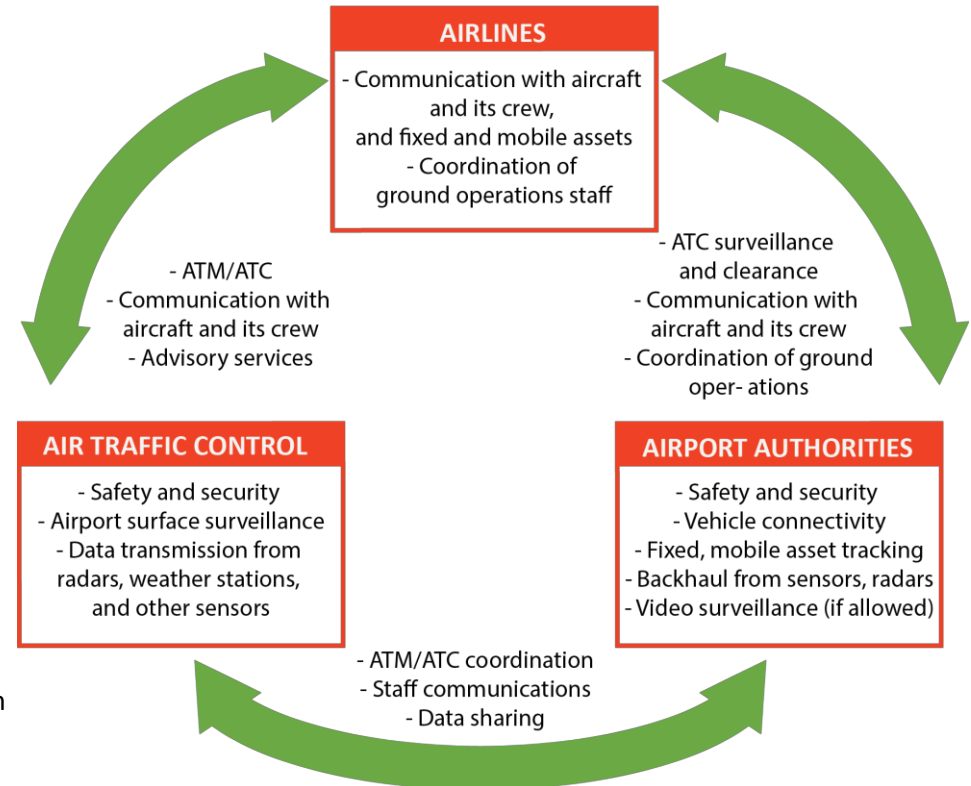 AIRLINES
- Communication with aircraft
and its crew,
and fixed and mobile assets
- Coordination of
ground operations staff
- ATM/ATC
- Communication with
aircraft and its crew
- Advisory services
- ATC surveillance
and clearance
- Communication with
aircraft and its crew
- Coordination of ground
oper- ations
AIR TRAFFIC CONTROL
- Safety and security
- Airport surface surveillance
- Data transmission from
radars, weather stations,
and other sensors
AIRPORT AUTHORITIES
- Safety and security
- Vehicle connectivity
- Fixed, mobile asset tracking
- Backhaul from sensors, radars
- Video surveillance (if allowed)
- ATM/ATC coordination
- Staff communications
- Data sharing